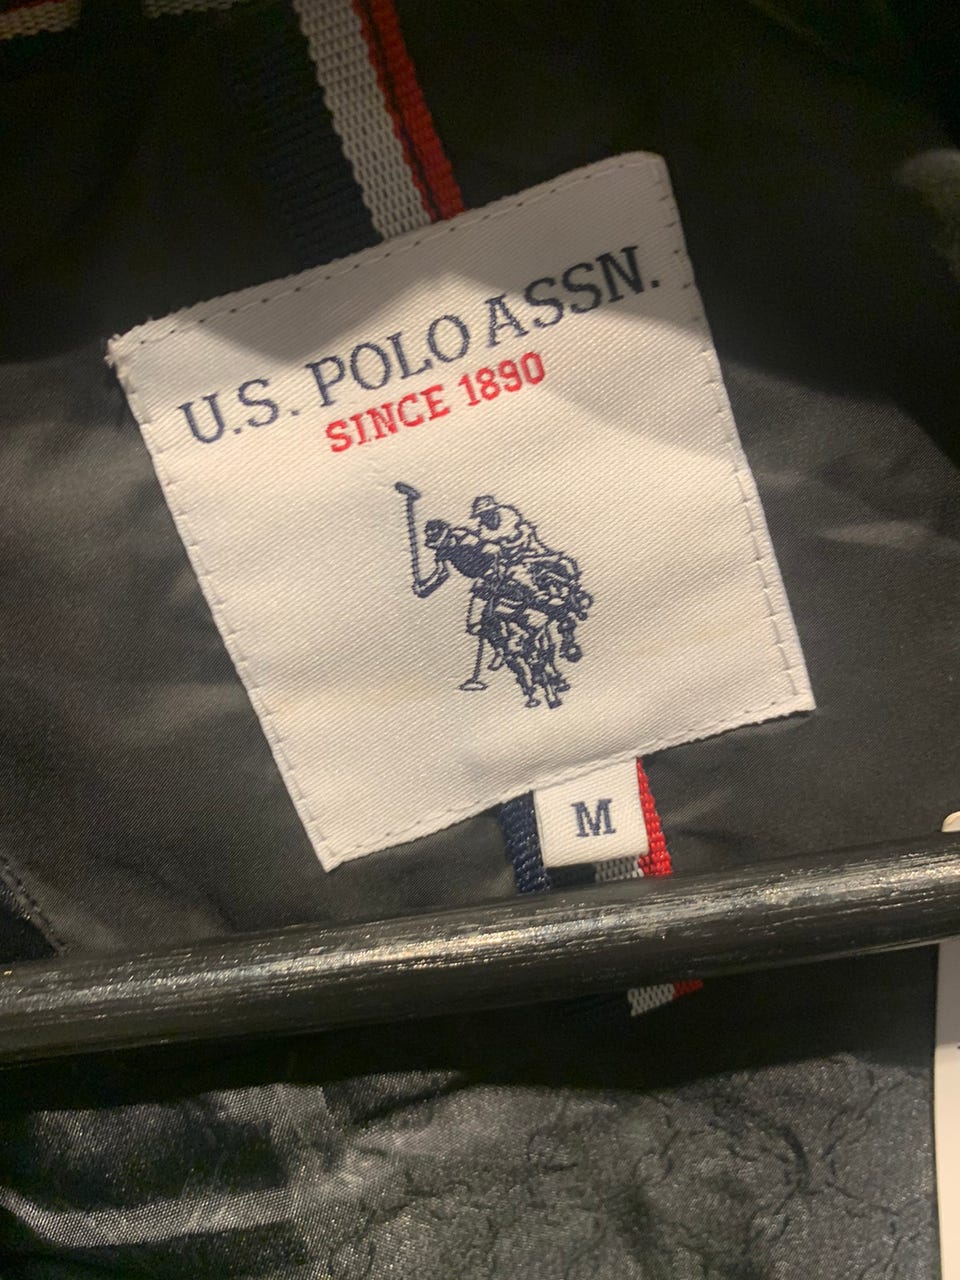 U.S. POLO ASSN.
SINCE 1890
M